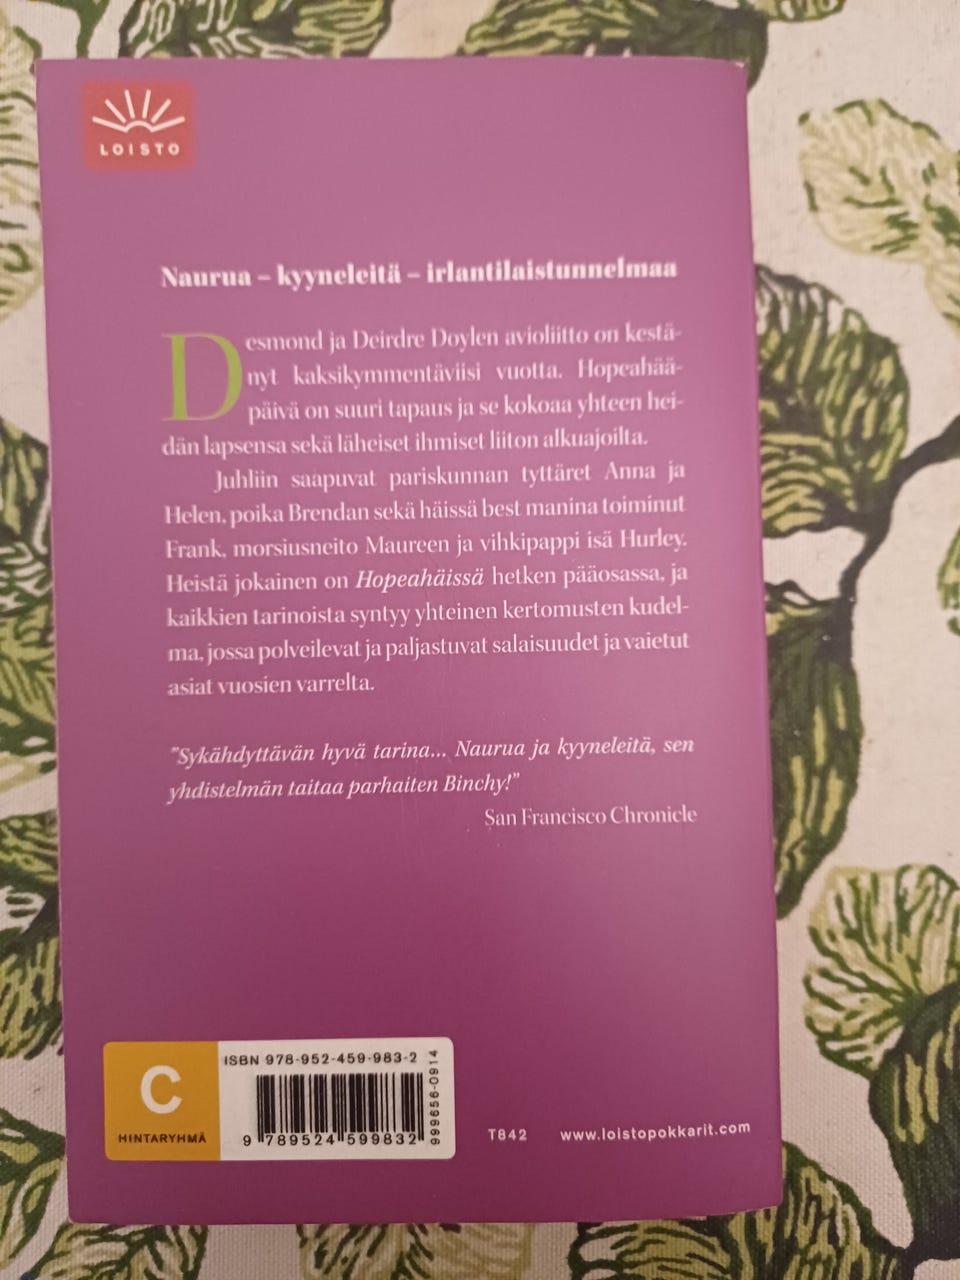 LOISTO
Naurua – kyyneleitä – irlantilaistunnelmaa
Desmond ja Deirdre Doylen avioliitto on kestä-
nyt kaksikymmentäviisi vuotta. Hopeahää-
päivä on suuri tapaus ja se kokoaa yhteen hei-
dän lapsensa sekä läheiset ihmiset liiton alkuajoilta.
Juhliin saapuvat pariskunnan tyttäret Anna ja
Helen, poika Brendan sekä häissä best manina toiminut
Frank, morsiusneito Maureen ja vihkipappi isä Hurley.
Heistä jokainen on Hopeahäissä hetken pääosassa, ja
kaikkien tarinoista syntyy yhteinen kertomusten kudel-
ma, jossa polveilevat ja paljastuvat salaisuudet ja vaietut
asiat vuosien varrelta.
"Sykähdyttävän hyvä tarina... Naurua ja kyyneleitä, sen
yhdistelmän taitaa parhaiten Binchy!"
San Francisco Chronicle
C
HINTARYHMÄ
ISBN 978-952-459-983-2
9 789524 599832
999656-0914
T842
www.loistopokkarit.com